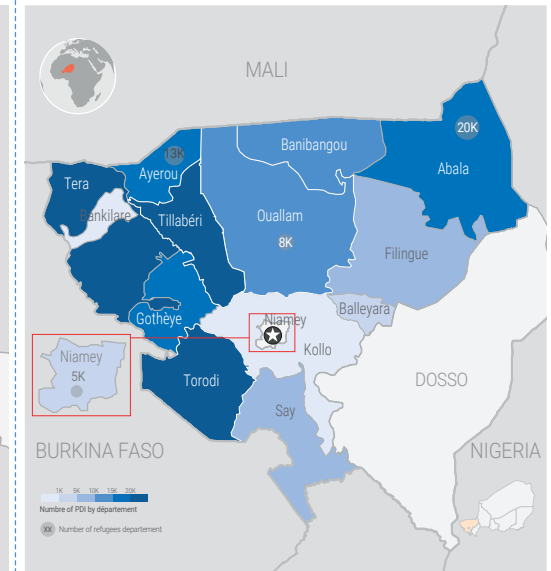 MALI
20K
Banibangou
13K
Abala
Ayerou
Tera
Bankilare
Tillabéri
Ouallam
8K
Filingue
Balleyara
Niamey
Gothèye
Kollo
Niamey
5K
Torodi
DOSSO
Say
BURKINA FASO
NIGERIA
1K 5K 10K 15K 20K
Number of PDI by département
XX Number of refugees departement